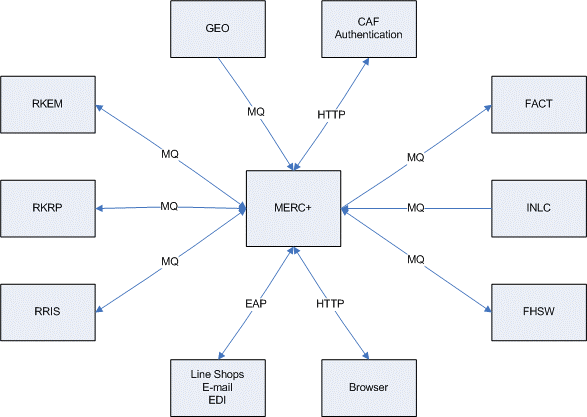 GEO
CAF
Authentication
RKEM
MQ
HTTP
FACT
MQ
MQ
RKRP
MQ
MERC+
MQ
INLC
MQ
MQ
RRIS
EAP
HTTP
FHSW
Line Shops
E-mail
EDI
Browser